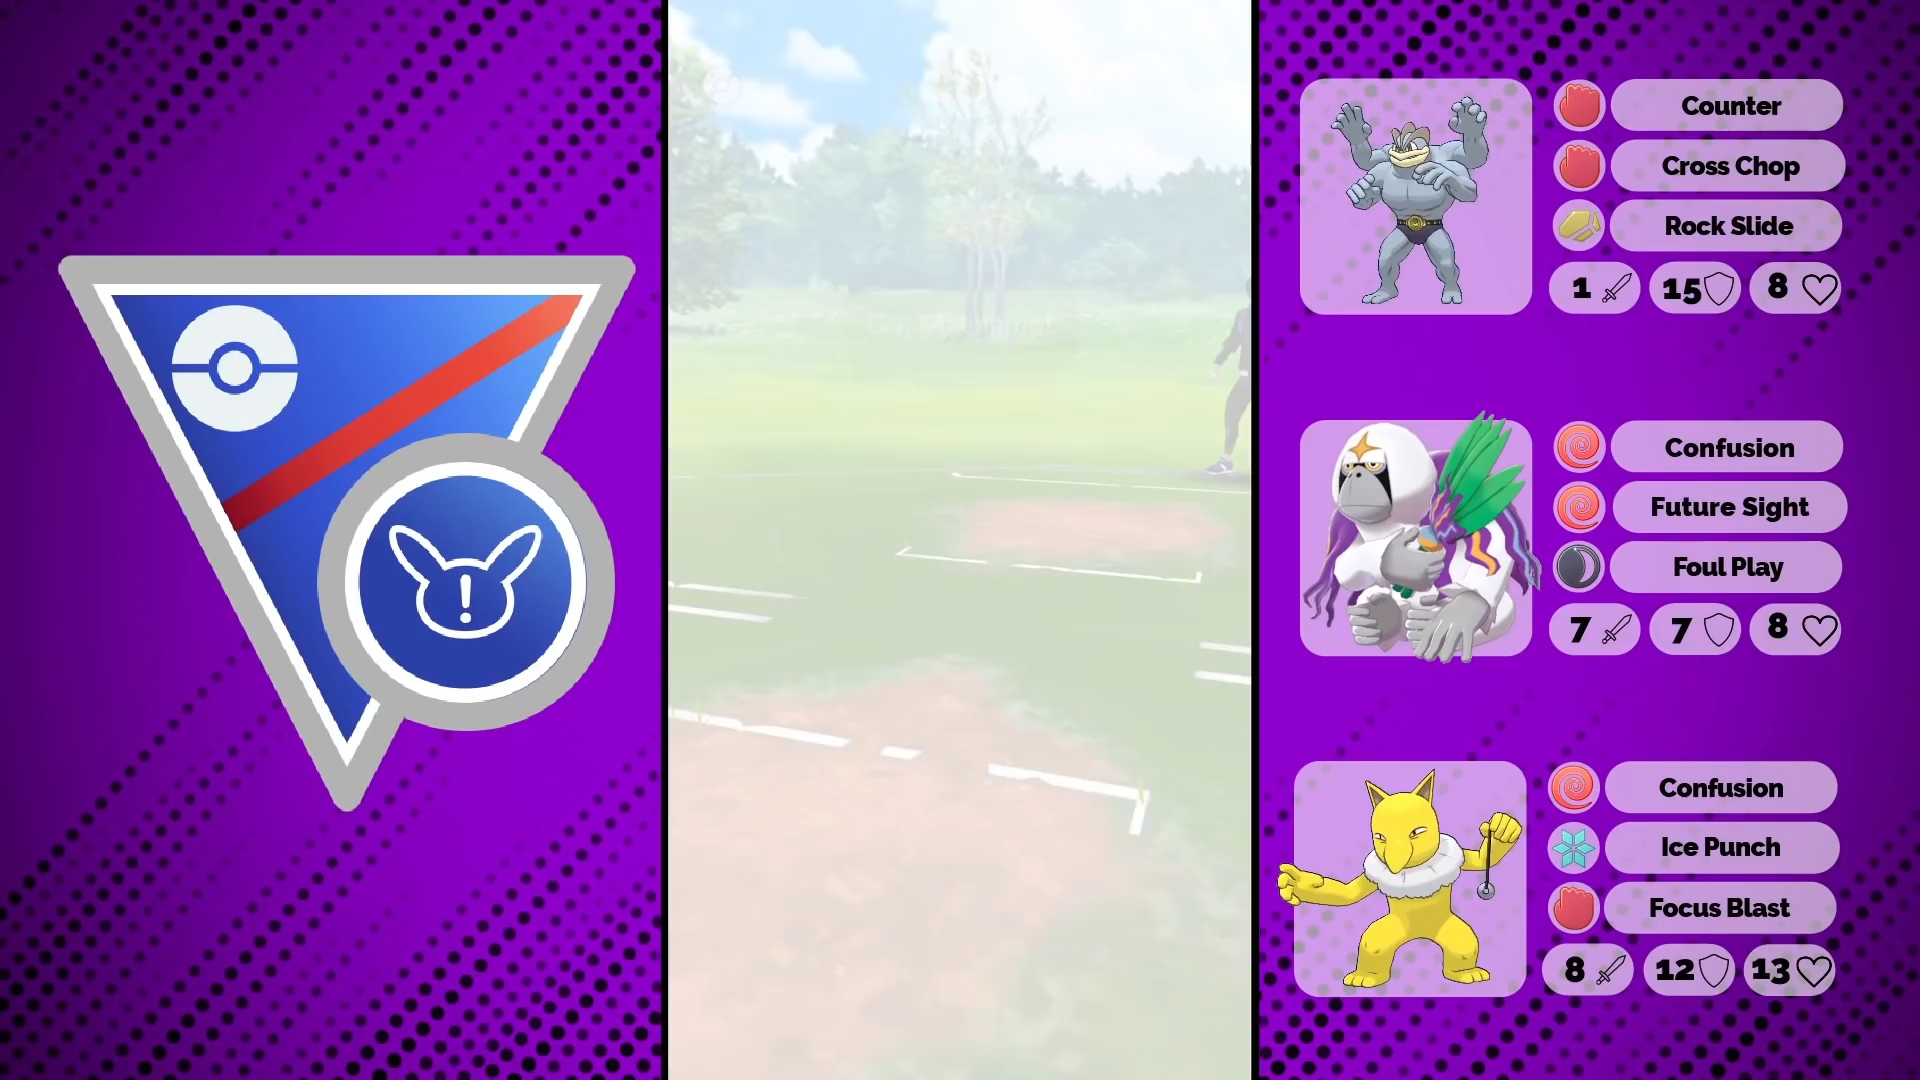 Counter
Cross Chop
Rock Slide
1 15 8
Confusion
Future Sight
Foul Play
7 7 8
Confusion
Ice Punch
Focus Blast
8 12 13
!